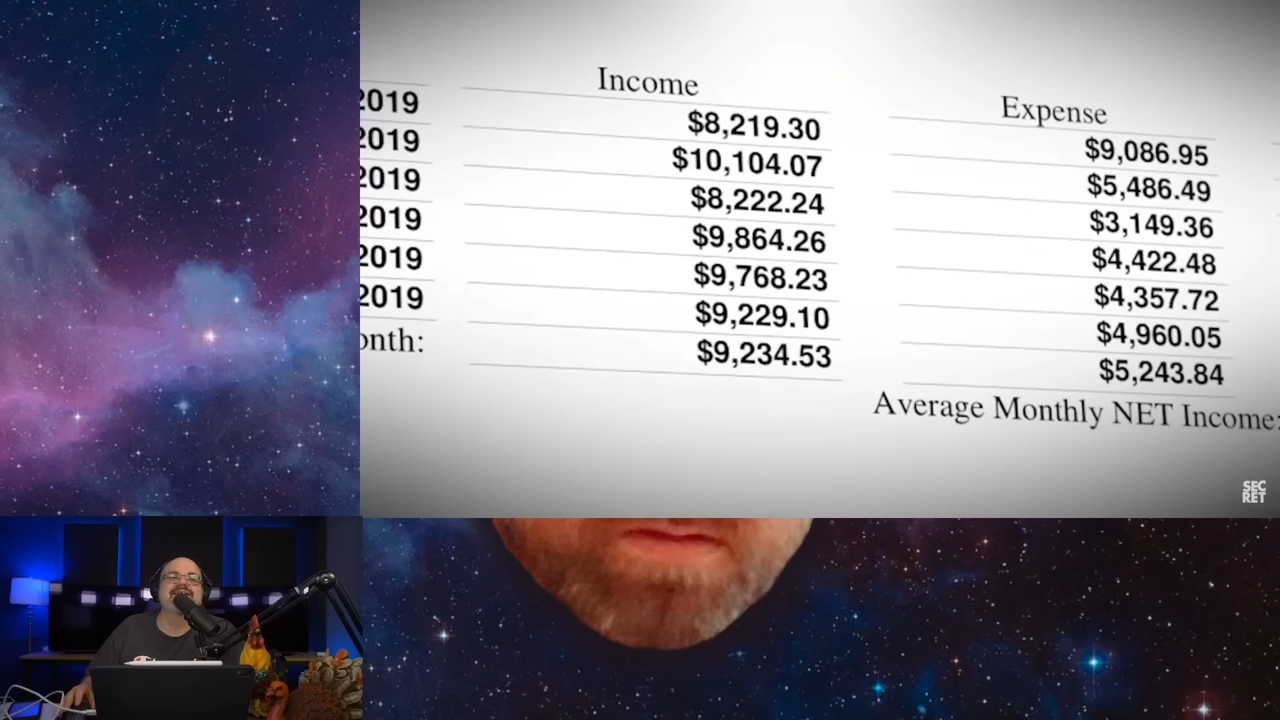 Income Expense
2019 $8,219.30 $9,086.95
2019 $10,104.07 $5,486.49
2019 $8,222.24 $3,149.36
2019 $9,864.26 $4,422.48
2019 $9,768.23 $4,357.72
2019 $9,229.10 $4,960.05
onth: $9,234.53 $5,243.84
Average Monthly NET Income:
SEC
RET